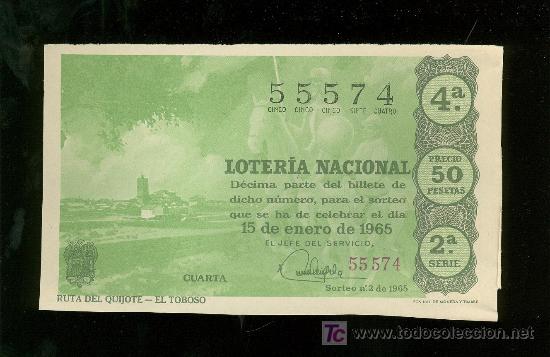 55574
CINCO CINCO CINCO SIETE CUATRO
4ª.
LOTERÍA NACIONAL
Décima parte del billete de
dicho número, para el sorteo
que se ha de celebrar el día
15 de enero de 1965
EL JEFE DEL SERVICIO,
PRECIO
50
PESETAS
2ª
SERIE
55574
CUARTA
Sorteo nº. 2 de 1965
RUTA DEL QUIJOTE — EL TOBOSO
TC
todocoleccion
www.todocoleccion.net